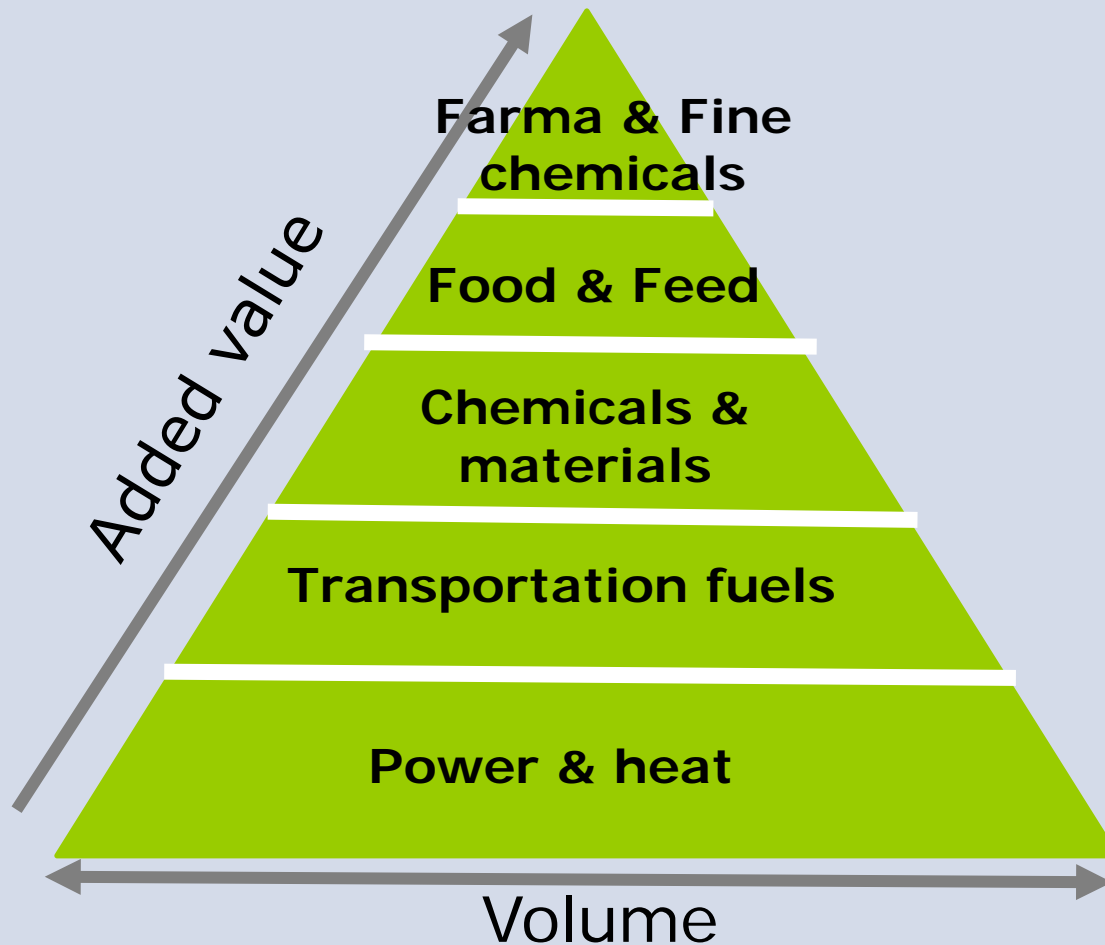 Farma & Fine
chemicals
Food & Feed
Chemicals &
materials
Transportation fuels
Power & heat
Added value
Volume